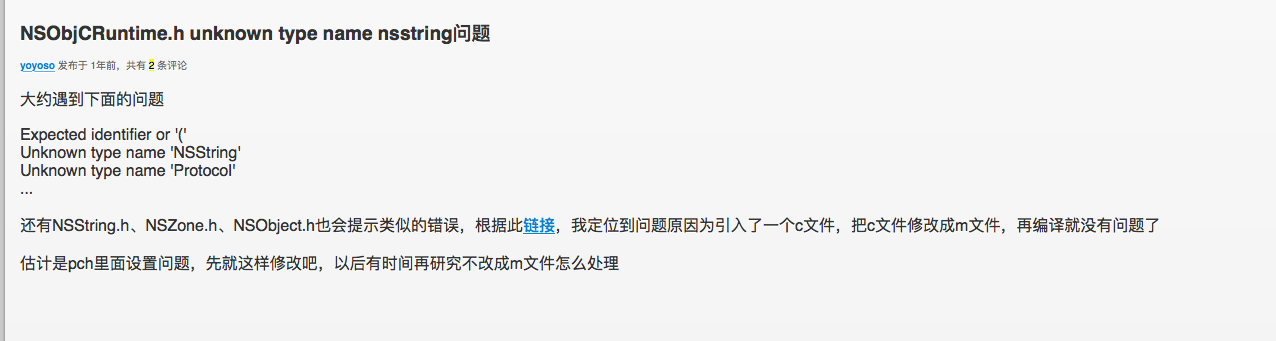 NSObjCRuntime.h unknown type name nsstring问题
yoyoso 发布于 1年前，共有 2 条评论
大约遇到下面的问题
Expected identifier or '('
Unknown type name 'NSString'
Unknown type name 'Protocol'
...
还有NSString.h、NSZone.h、NSObject.h也会提示类似的错误，根据此链接，我定位到问题原因为引入了一个c文件，把c文件修改成m文件，再编译就没有问题了
估计是pch里面设置问题，先就这样修改吧，以后有时间再研究不改成m文件怎么处理